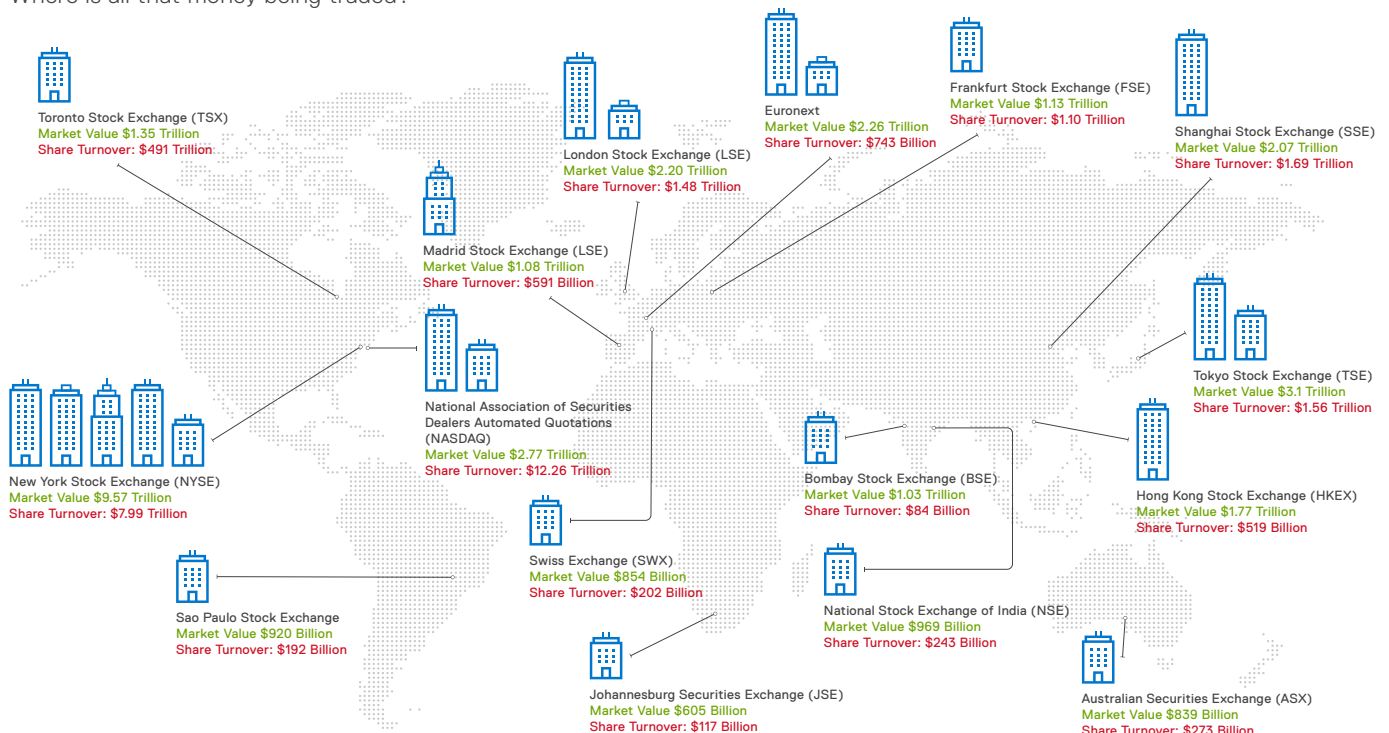 Where is all that money being traded?
Toronto Stock Exchange (TSX)
Market Value $1.35 Trillion
Share Turnover: $491 Trillion
London Stock Exchange (LSE)
Market Value $2.20 Trillion
Share Turnover: $1.48 Trillion
Euronext
Market Value $2.26 Trillion
Share Turnover: $743 Billion
Frankfurt Stock Exchange (FSE)
Market Value $1.13 Trillion
Share Turnover: $1.10 Trillion
Shanghai Stock Exchange (SSE)
Market Value $2.07 Trillion
Share Turnover: $1.69 Trillion
Madrid Stock Exchange (LSE)
Market Value $1.08 Trillion
Share Turnover: $591 Billion
National Association of Securities
Dealers Automated Quotations
(NASDAQ)
Market Value $2.77 Trillion
Share Turnover: $12.26 Trillion
Tokyo Stock Exchange (TSE)
Market Value $3.1 Trillion
Share Turnover: $1.56 Trillion
New York Stock Exchange (NYSE)
Market Value $9.57 Trillion
Share Turnover: $7.99 Trillion
Bombay Stock Exchange (BSE)
Market Value $1.03 Trillion
Share Turnover: $84 Billion
Hong Kong Stock Exchange (HKEX)
Market Value $1.77 Trillion
Share Turnover: $519 Billion
Swiss Exchange (SWX)
Market Value $854 Billion
Share Turnover: $202 Billion
Sao Paulo Stock Exchange
Market Value $920 Billion
Share Turnover: $192 Billion
National Stock Exchange of India (NSE)
Market Value $969 Billion
Share Turnover: $243 Billion
Johannesburg Securities Exchange (JSE)
Market Value $605 Billion
Share Turnover: $117 Billion
Australian Securities Exchange (ASX)
Market Value $839 Billion
Share Turnover: $273 Billion